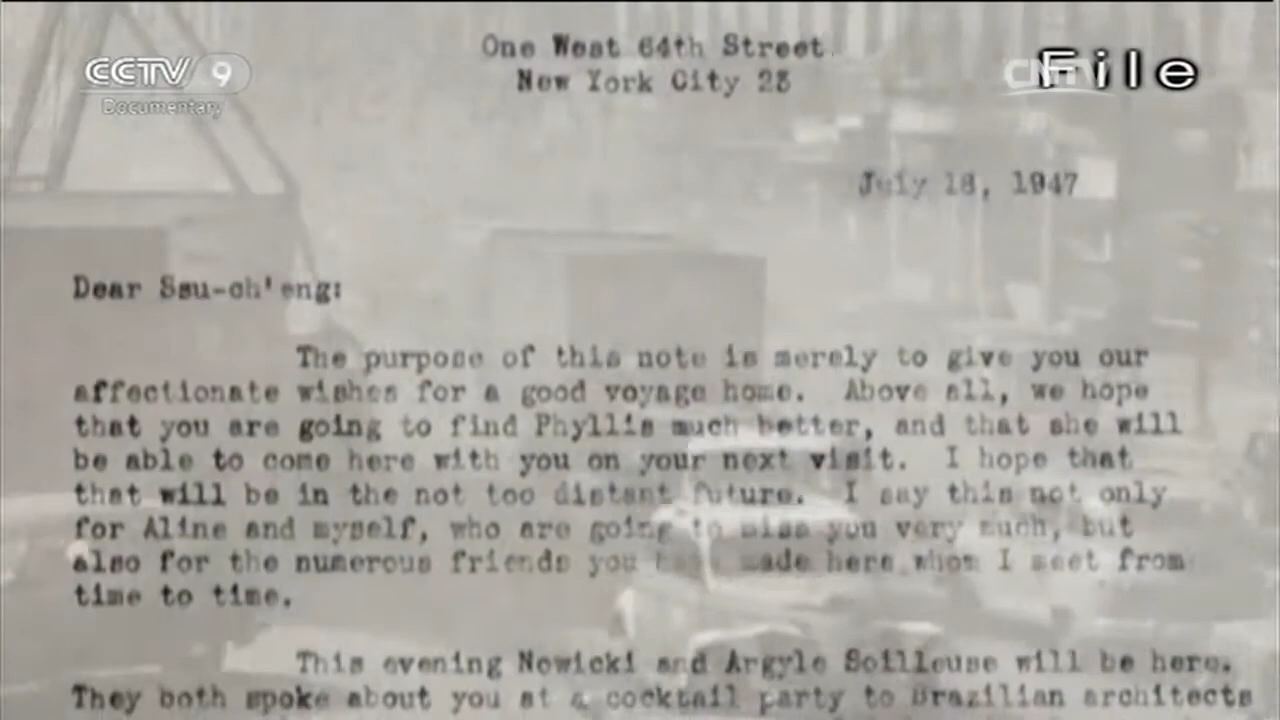 One West 64th Street
New York City 23
CCTV 9
Documentary
CNTV
File
July 18, 1947
Dear Ssu-ch'eng:
The purpose of this note is merely to give you our
affectionate wishes for a good voyage home. Above all, we hope
that you are going to find Phyllis much better, and that she will
be able to come here with you on your next visit. I hope that
that will be in the not too distant future. I say this not only
for Aline and myself, who are going to miss you very much, but
also for the numerous friends you have made here whom I meet from
time to time.
This evening Nowicki and Argyle Soilleuse will be here.
They both spoke about you at a cocktail party to Brazilian architects